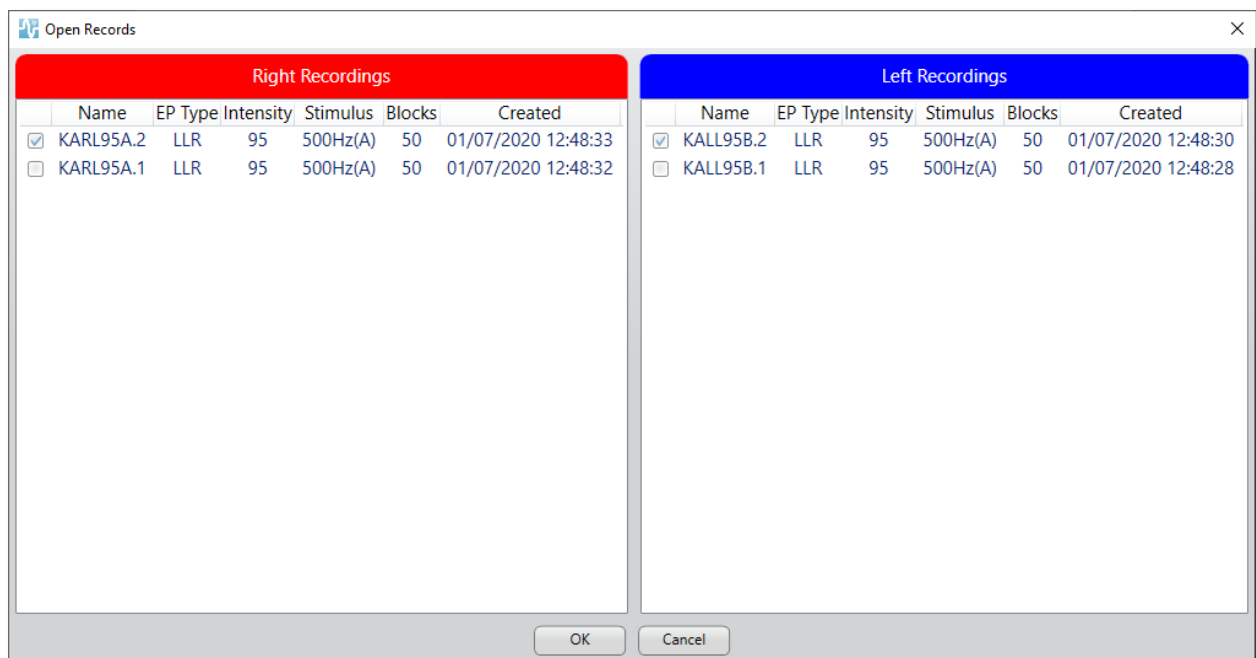 Open Records
Right Recordings
Name EP Type Intensity Stimulus Blocks Created
KARL95A.2 LLR 95 500Hz(A) 50 01/07/2020 12:48:33
KARL95A.1 LLR 95 500Hz(A) 50 01/07/2020 12:48:32
Left Recordings
Name EP Type Intensity Stimulus Blocks Created
KALL95B.2 LLR 95 500Hz(A) 50 01/07/2020 12:48:30
KALL95B.1 LLR 95 500Hz(A) 50 01/07/2020 12:48:28
OK Cancel